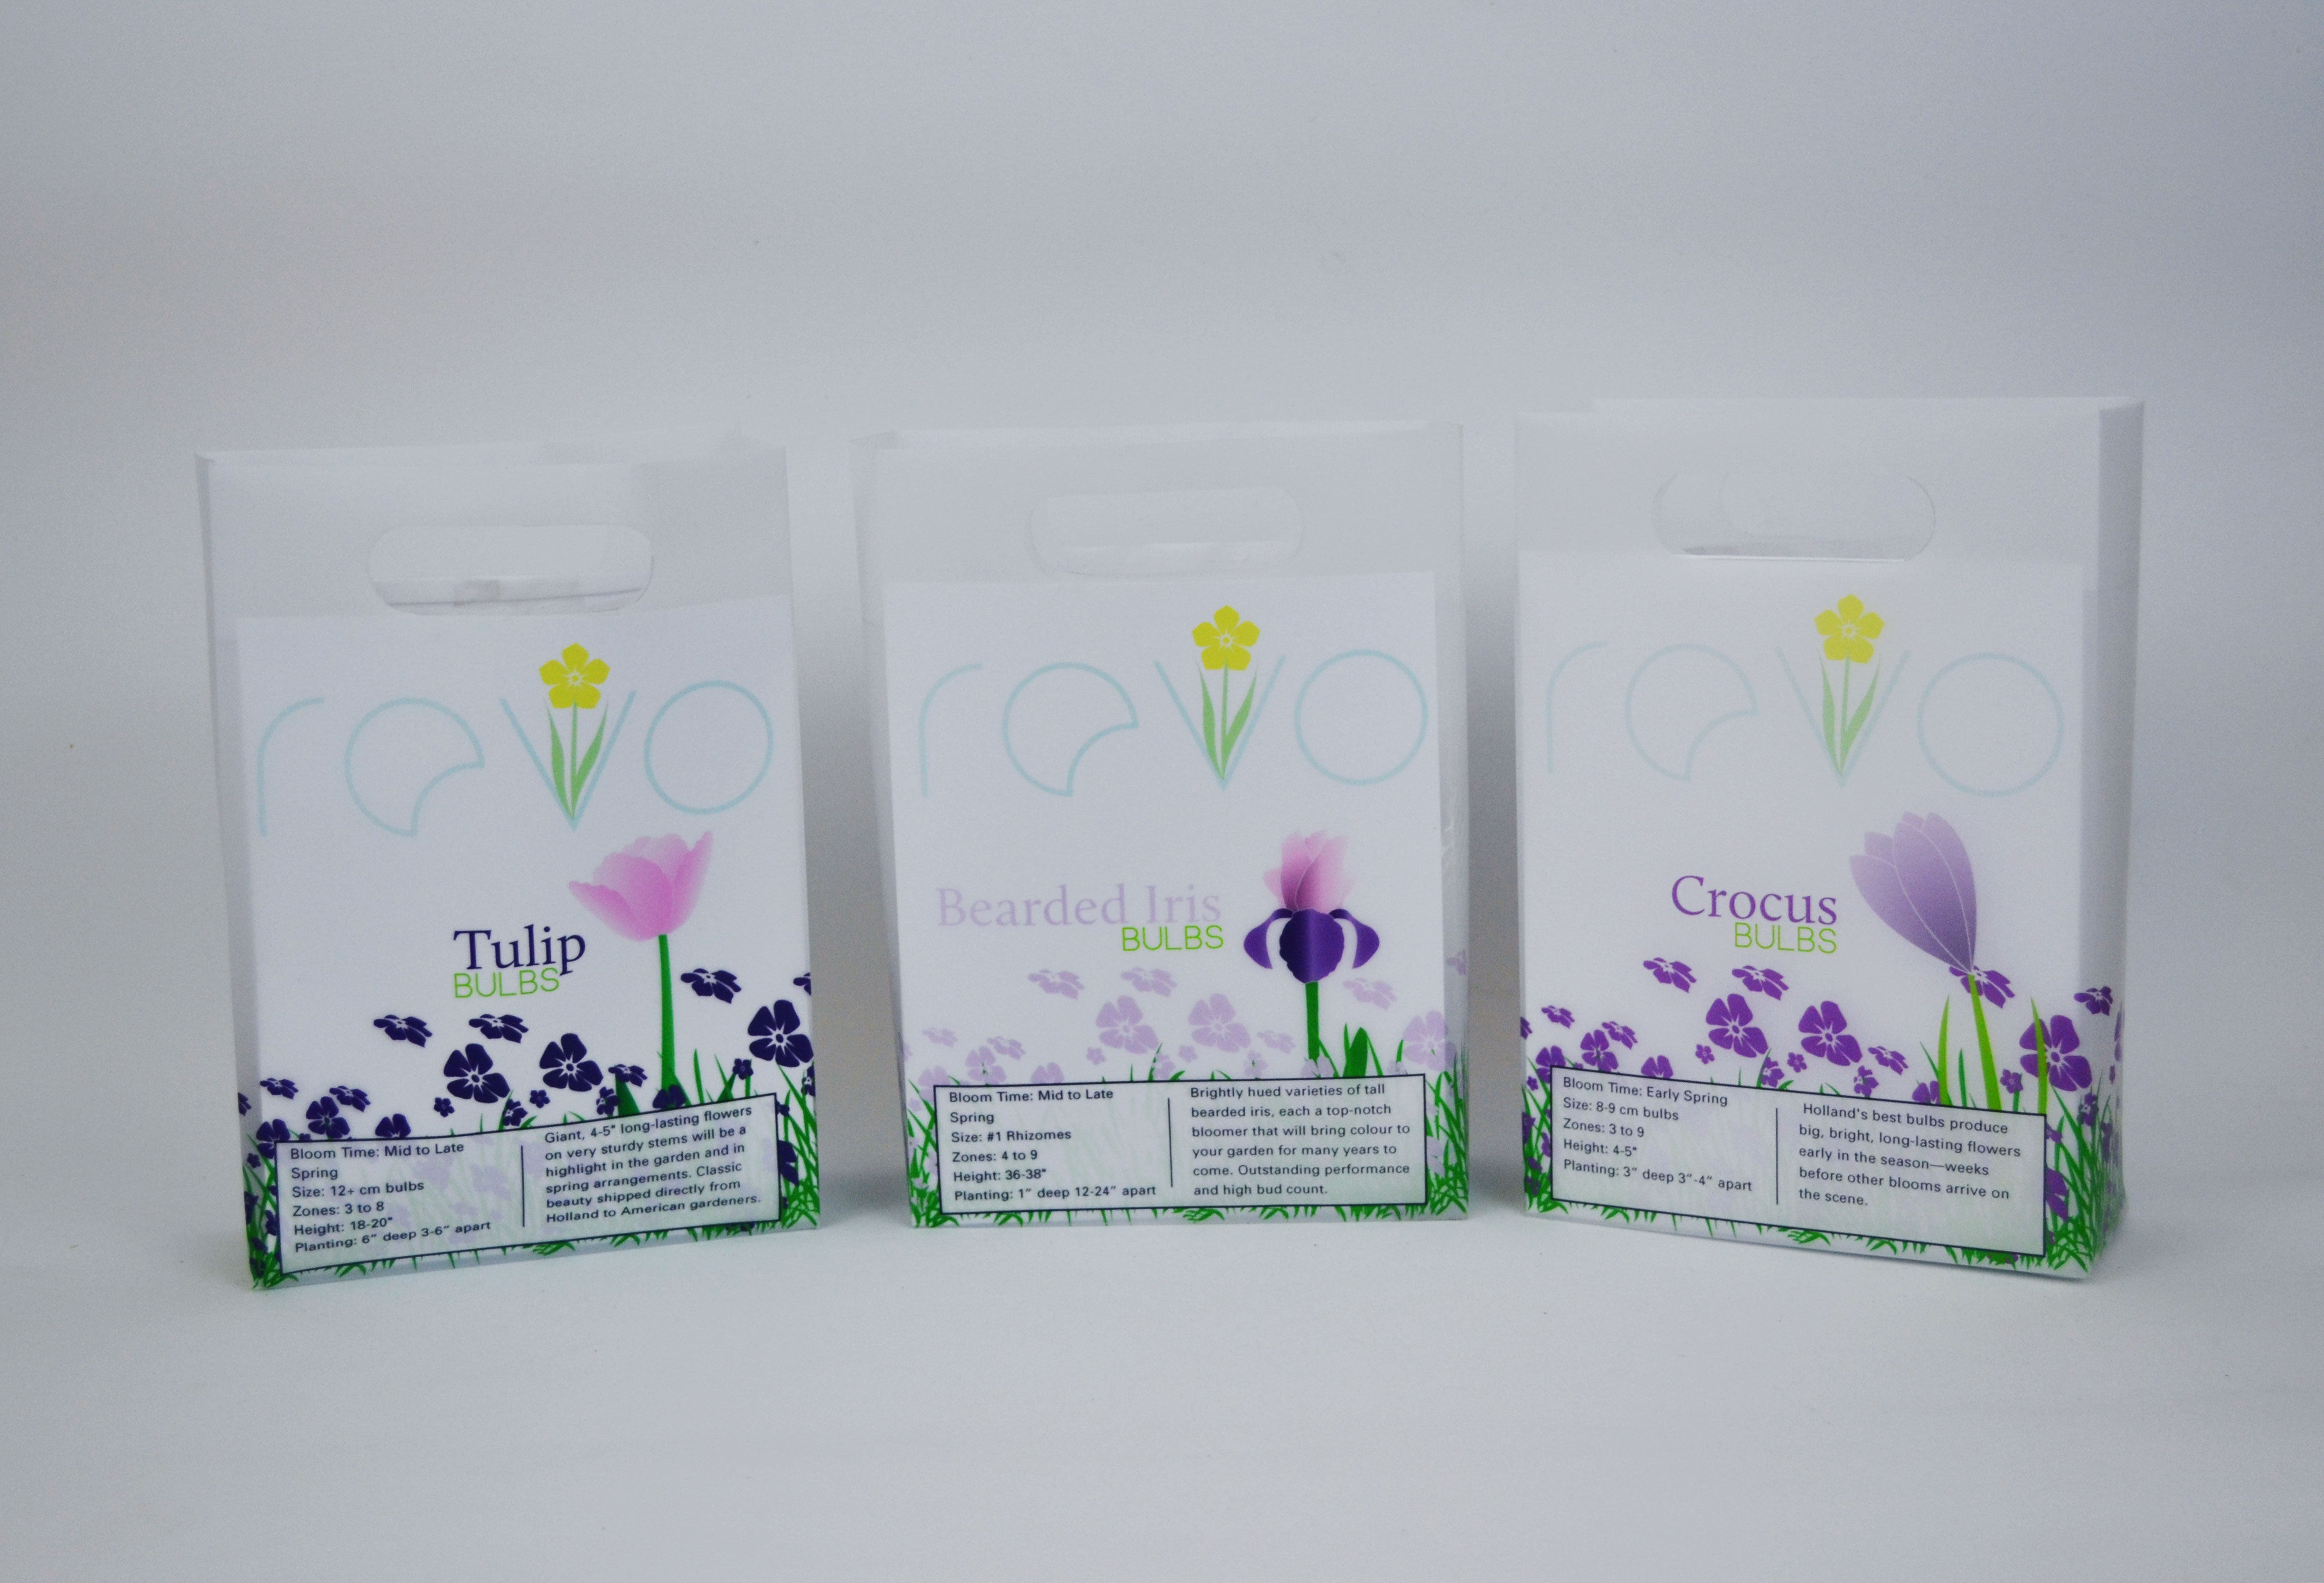 revo
Tulip
BULBS
Bloom Time: Mid to Late
Spring
Size: 12+ cm bulbs
Zones: 3 to 8
Height: 18-20"
Planting: 6" deep 3-6" apart
Giant, 4-5" long-lasting flowers
on very sturdy stems will be a
highlight in the garden and in
spring arrangements. Classic
beauty shipped directly from
Holland to American gardeners.
revo
Bearded Iris
BULBS
Bloom Time: Mid to Late
Spring
Size: #1 Rhizomes
Zones: 4 to 9
Height: 36-38"
Planting: 1" deep 12-24" apart
Brightly hued varieties of tall
bearded iris, each a top-notch
bloomer that will bring colour to
your garden for many years to
come. Outstanding performance
and high bud count.
revo
Crocus
BULBS
Bloom Time: Early Spring
Size: 8-9 cm bulbs
Zones: 3 to 9
Height: 4-5"
Planting: 3" deep 3"-4" apart
Holland's best bulbs produce
big, bright, long-lasting flowers
early in the season—weeks
before other blooms arrive on
the scene.